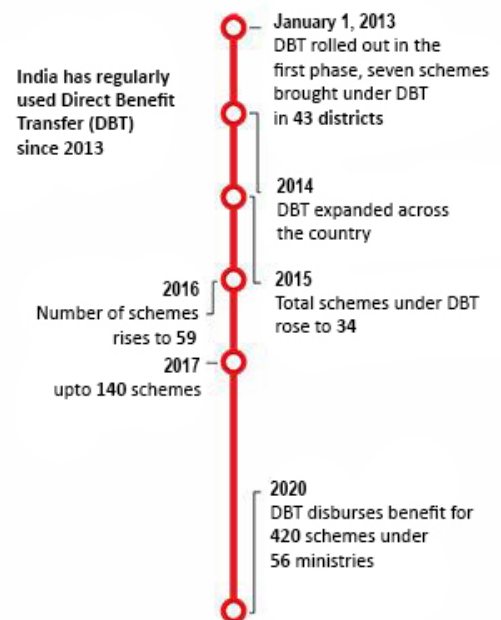 India has regularly
used Direct Benefit
Transfer (DBT)
since 2013
January 1, 2013
DBT rolled out in the
first phase, seven schemes
brought under DBT
in 43 districts
2014
DBT expanded across
the country
2015
Total schemes under DBT
rose to 34
2016
Number of schemes
rises to 59
2017
upto 140 schemes
2020
DBT disburses benefit for
420 schemes under
56 ministries